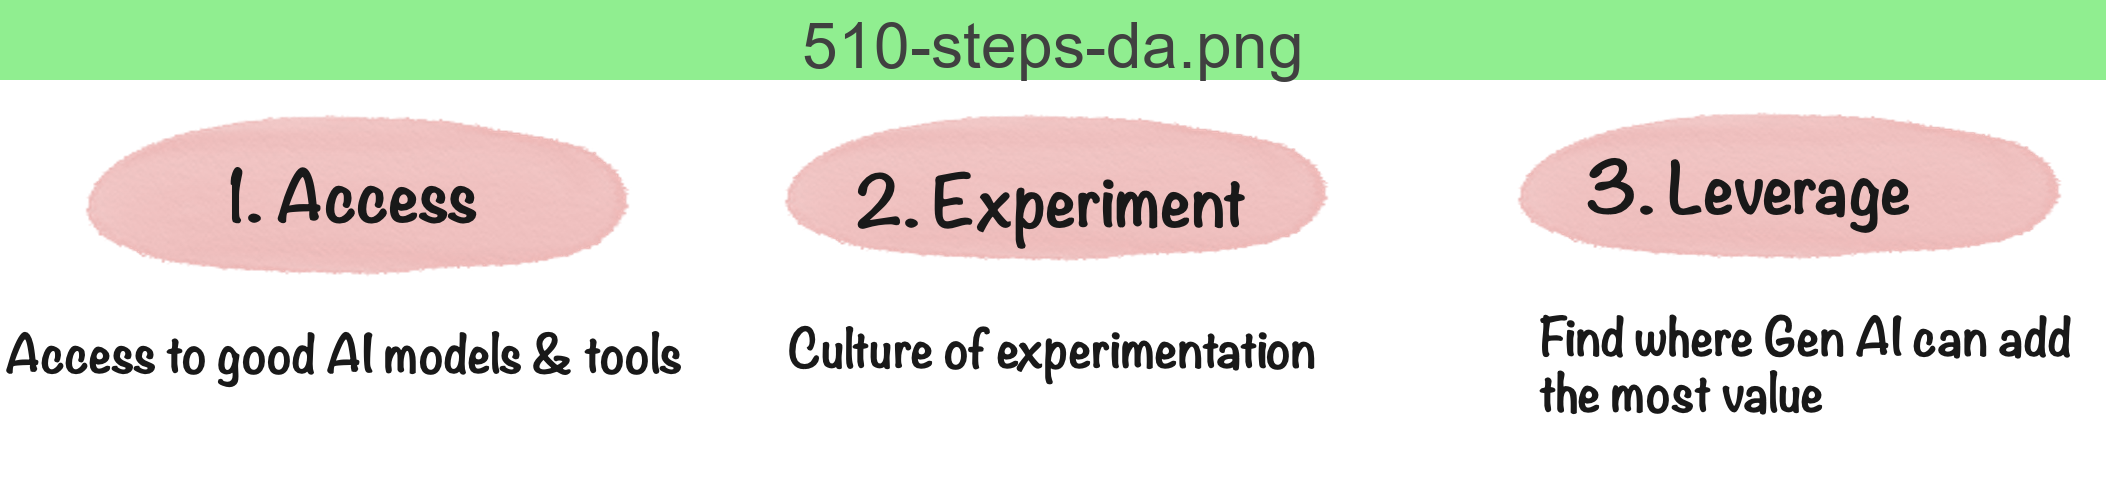 510-steps-da.png
1. Access
2. Experiment
3. Leverage
Access to good AI models & tools
Culture of experimentation
Find where Gen AI can add
the most value